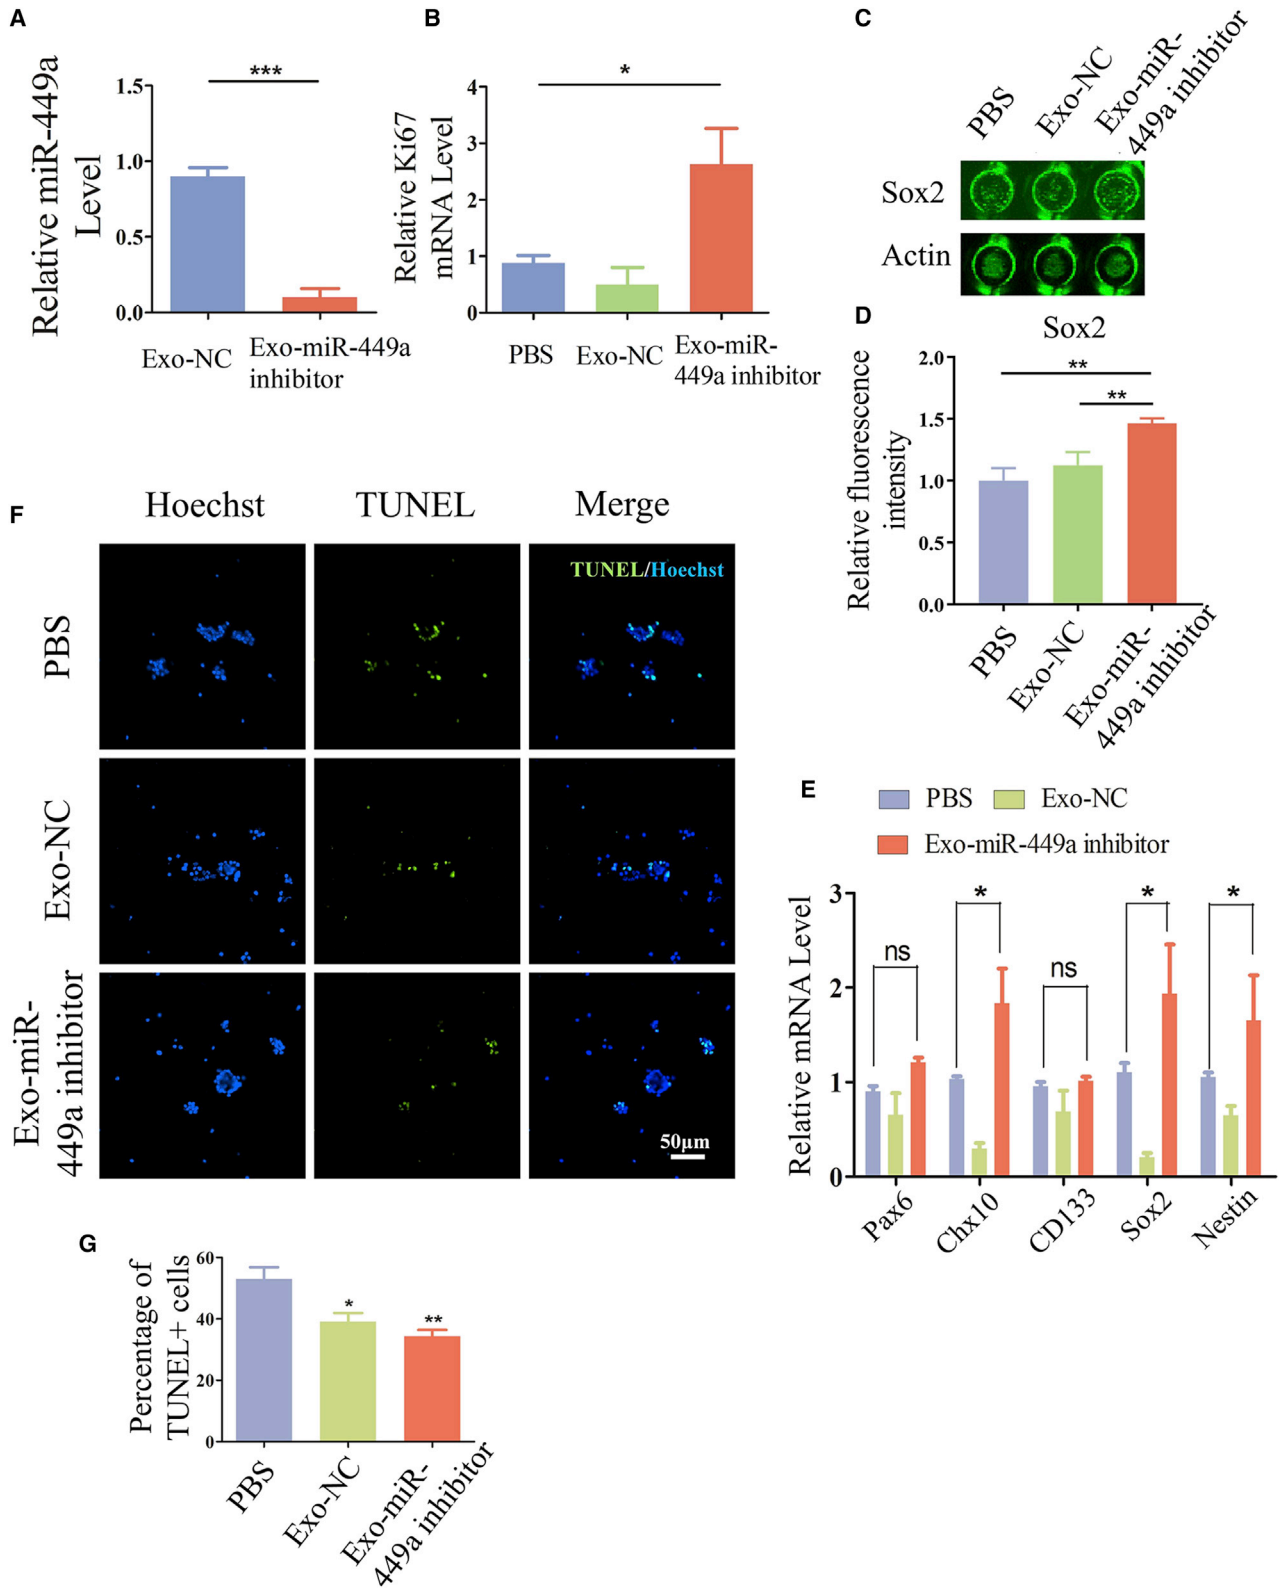 A
Relative miR-449a
Level
1.5
1.0
0.5
0.0
***
Exo-NC
Exo-miR-449a
inhibitor
B
Relative Ki67
mRNA Level
4
3
2
1
0
*
PBS
Exo-NC
Exo-miR-
449a inhibitor
C
PBS
Exo-NC
Exo-miR-
449a inhibitor
Sox2
Actin
D
Sox2
Relative fluorescence
intensity
2.0
1.5
1.0
0.5
0.0
**
**
PBS
Exo-NC
Exo-miR-
449a inhibitor
F
Hoechst
TUNEL
Merge
TUNEL/Hoechst
PBS
Exo-NC
Exo-miR-
449a inhibitor
50μm
E
PBS
Exo-NC
Exo-miR-449a inhibitor
Relative mRNA Level
3
2
1
0
ns
*
ns
*
*
Pax6
Chx10
CD133
Sox2
Nestin
G
Percentage of
TUNEL+ cells
60
40
20
0
*
**
PBS
Exo-NC
Exo-miR-
449a inhibitor